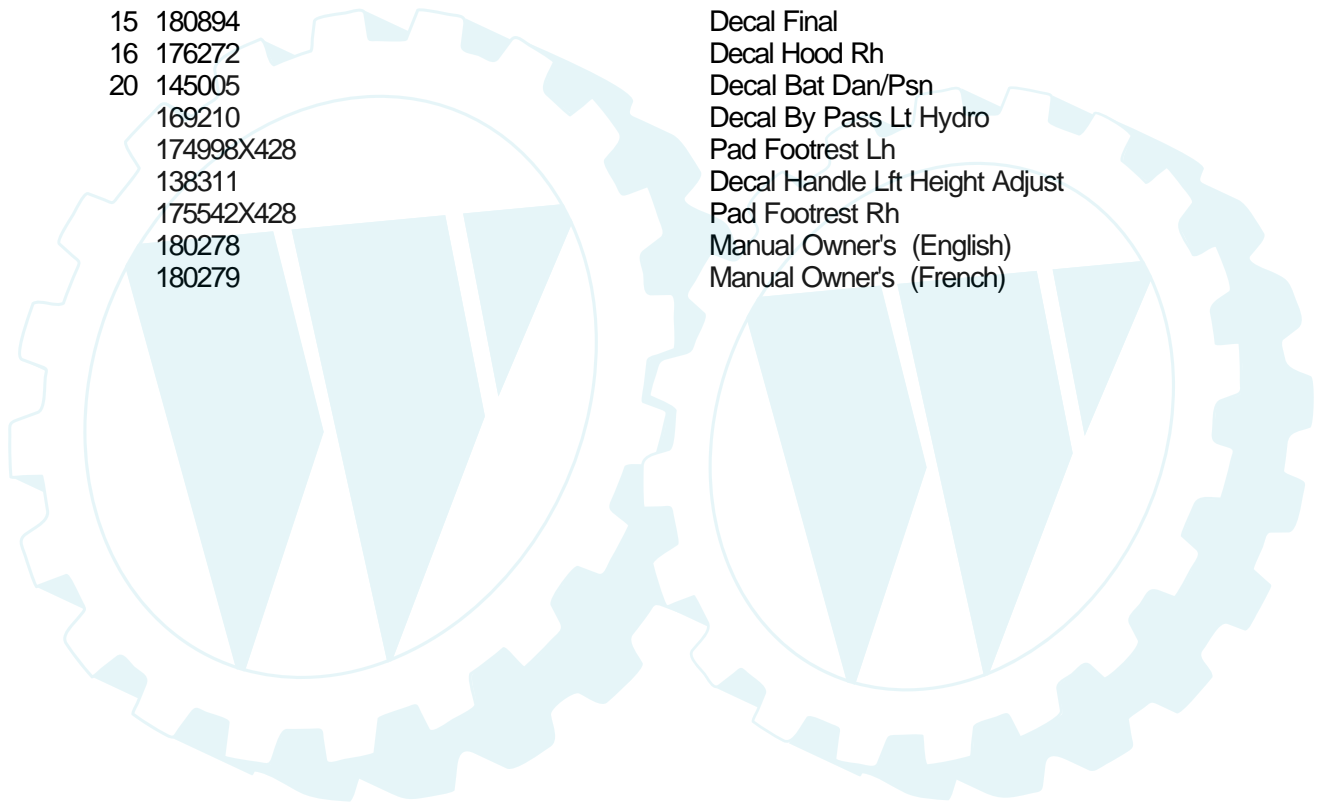 15 180894 Decal Final
16 176272 Decal Hood Rh
20 145005 Decal Bat Dan/Psn
169210 Decal By Pass Lt Hydro
174998X428 Pad Footrest Lh
138311 Decal Handle Lft Height Adjust
175542X428 Pad Footrest Rh
180278 Manual Owner's (English)
180279 Manual Owner's (French)